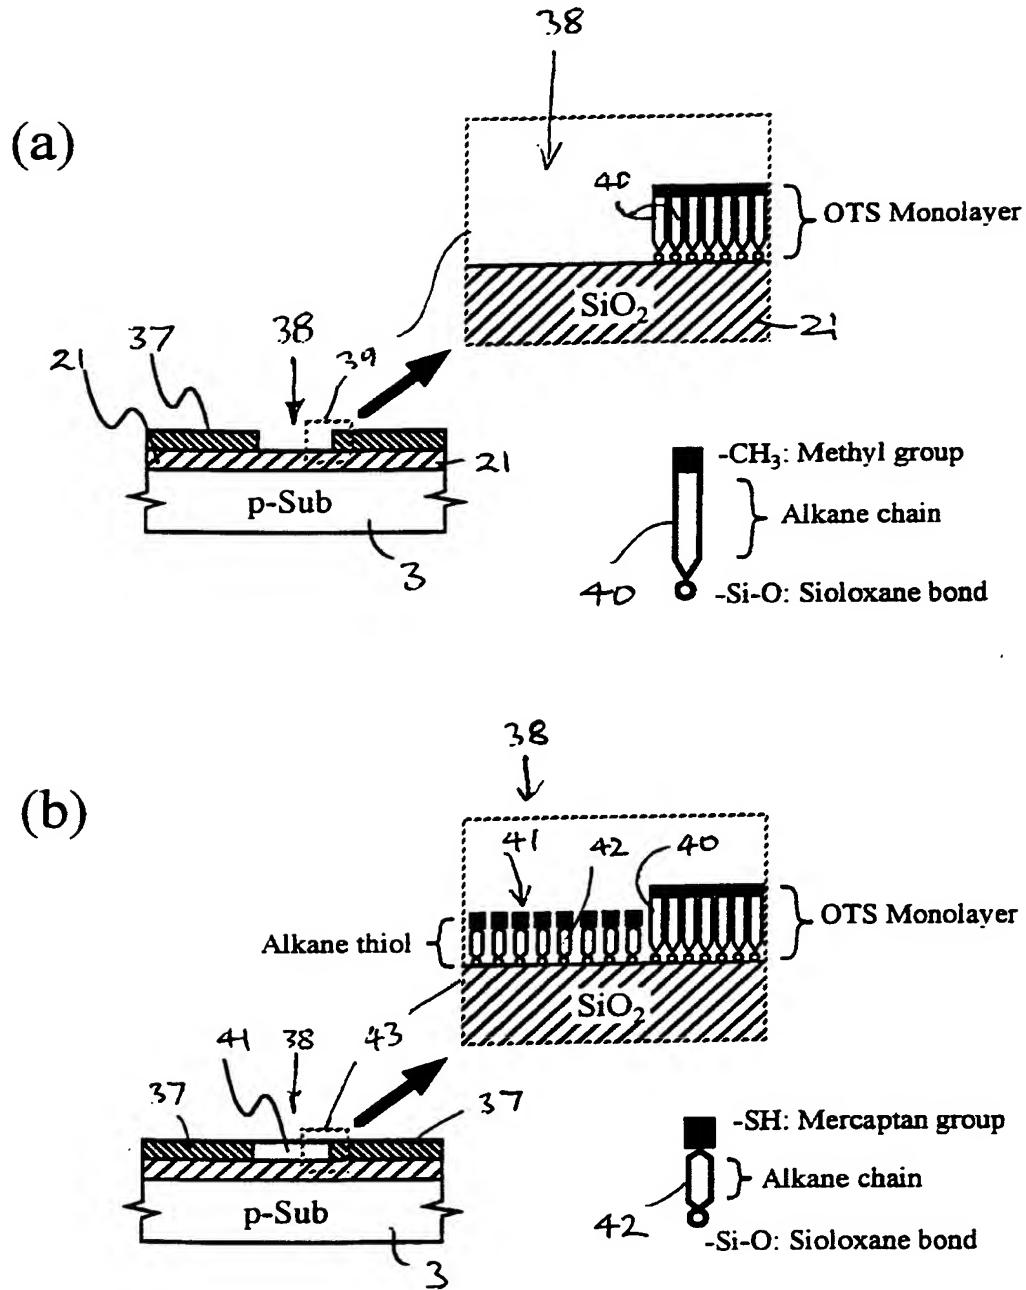 38
(a)
40
OTS Monolayer
SiO₂
21
37
38
39
21
21
p-Sub
3
-CH₃: Methyl group
Alkane chain
40
-Si-O: Sioloxane bond
38
(b)
41
42
40
Alkane thiol
OTS Monolayer
SiO₂
41
38
43
37
37
p-Sub
3
-SH: Mercaptan group
Alkane chain
42
-Si-O: Sioloxane bond